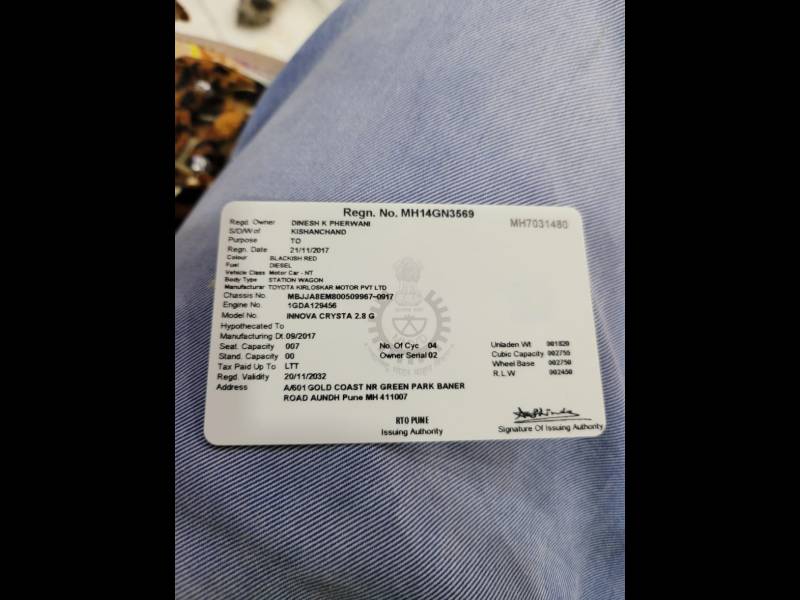 Regn. No. MH14GN3569
MH7031480
Regd. Owner DINESH K PHERWANI
S/D/W of KISHANCHAND
Purpose TO
Regn. Date 21/11/2017
Colour BLACKISH RED
Fuel DIESEL
Vehicle Class Motor Car - NT
Body Type STATION WAGON
Manufacturar TOYOTA KIRLOSKAR MOTOR PVT LTD
Chassis No. MBJJA8EM800509967-0917
Engine No. 1GDA129456
Model No. INNOVA CRYSTA 2.8 G
Hypothecated To
Manufacturing Dt 09/2017
Seat. Capacity 007 No. Of Cyc 04 Unladen Wt 001820
Stand. Capacity 00 Owner Serial 02 Cubic Capacity 002755
Tax Paid Up To LTT Wheel Base 002750
Regd. Validity 20/11/2032 R.L.W 002450
Address A/601 GOLD COAST NR GREEN PARK BANER
ROAD AUNDH Pune MH 411007
RTO PUNE
Issuing Authority
Signature Of Issuing Authority